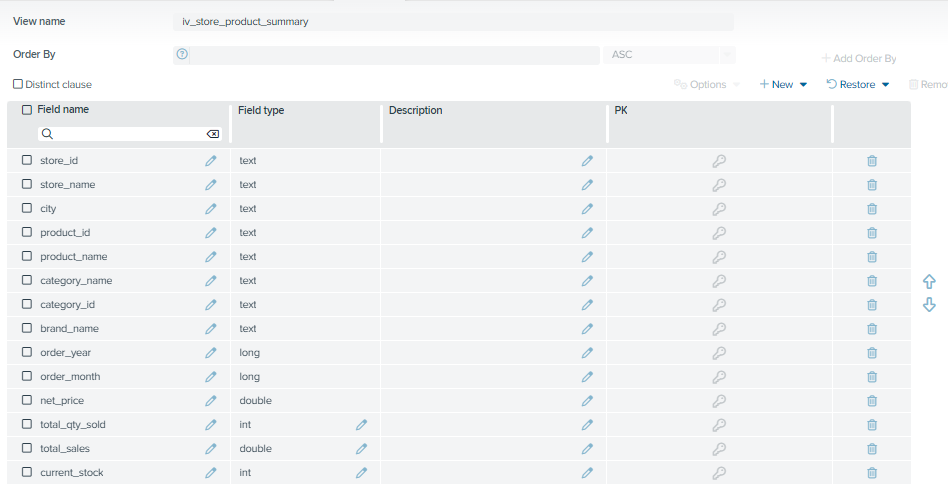 View name iv_store_product_summary
Order By ASC + Add Order By
Distinct clause Options + New Restore Remo
Field name Field type Description PK
store_id text
store_name text
city text
product_id text
product_name text
category_name text
category_id text
brand_name text
order_year long
order_month long
net_price double
total_qty_sold int
total_sales double
current_stock int